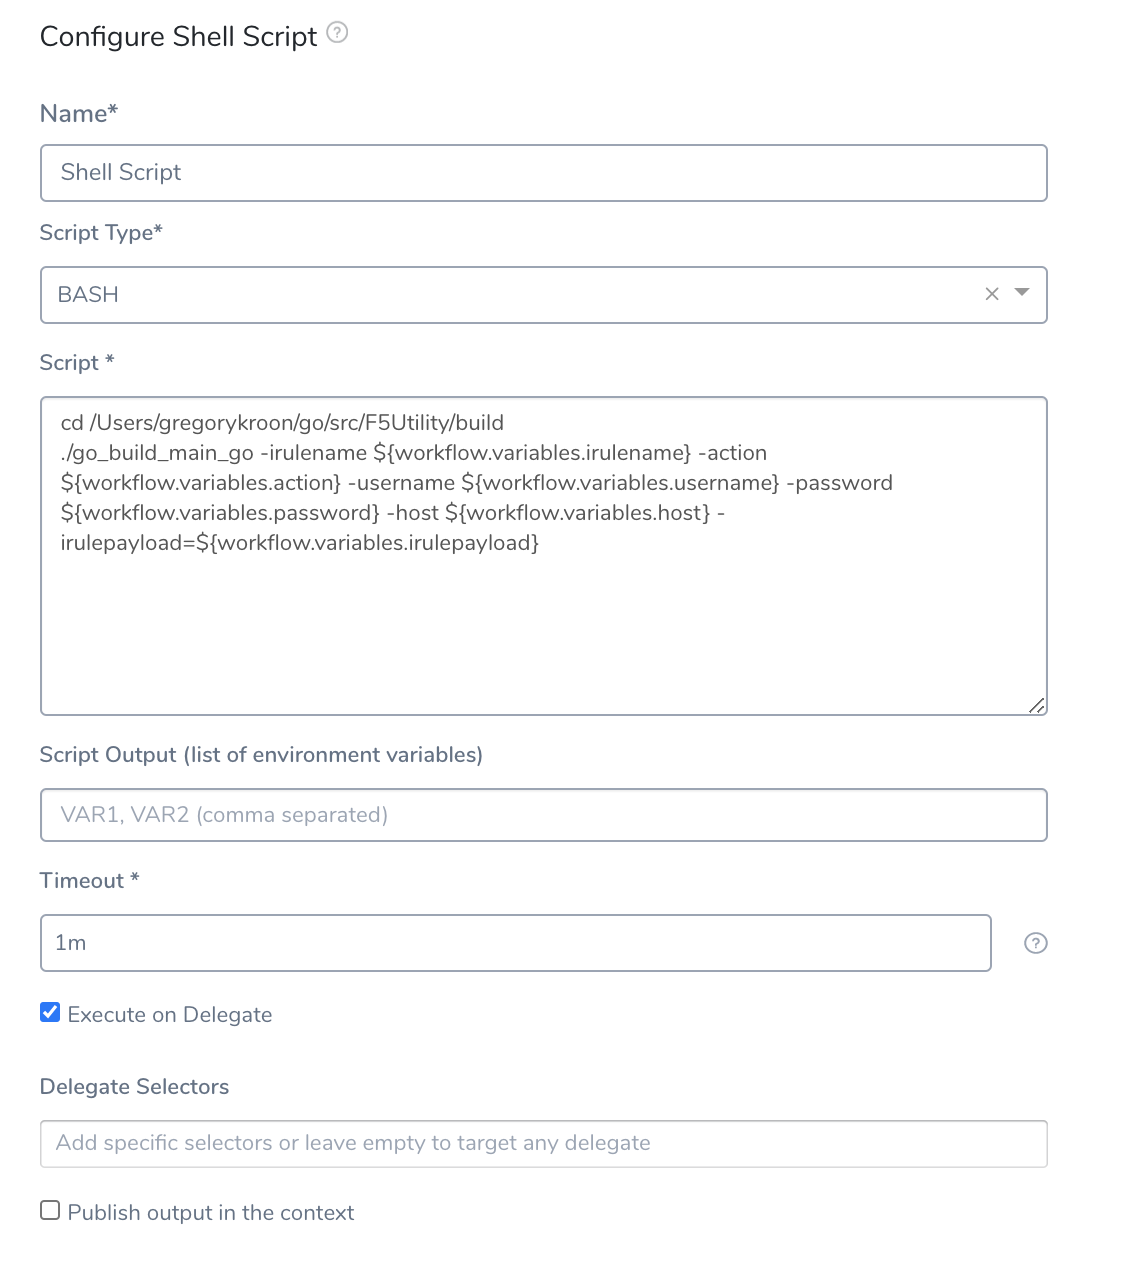 Configure Shell Script ?
Name*
Shell Script
Script Type*
BASH
Script *
cd /Users/gregorykroon/go/src/F5Utility/build
./go_build_main_go -irulename ${workflow.variables.irulename} -action
${workflow.variables.action} -username ${workflow.variables.username} -password
${workflow.variables.password} -host ${workflow.variables.host} -
irulepayload=${workflow.variables.irulepayload}
Script Output (list of environment variables)
VAR1, VAR2 (comma separated)
Timeout *
1m
?
Execute on Delegate
Delegate Selectors
Add specific selectors or leave empty to target any delegate
Publish output in the context